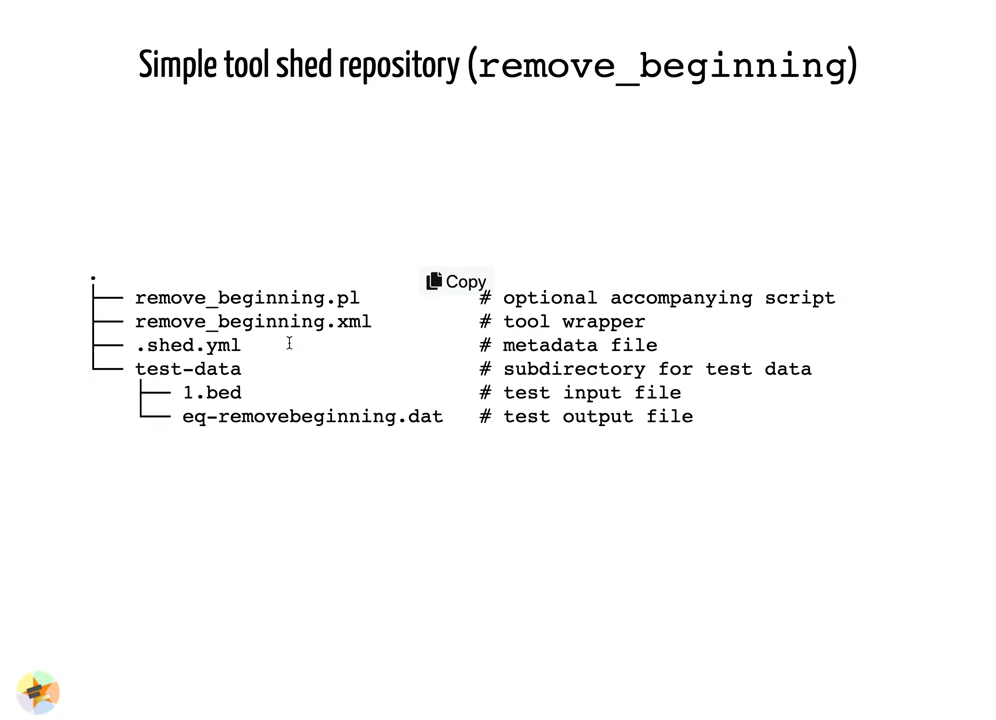 Simple tool shed repository (remove_beginning)
.
Copy
├── remove_beginning.pl # optional accompanying script
├── remove_beginning.xml # tool wrapper
├── .shed.yml # metadata file
└── test-data # subdirectory for test data
├── 1.bed # test input file
└── eq-removebeginning.dat # test output file